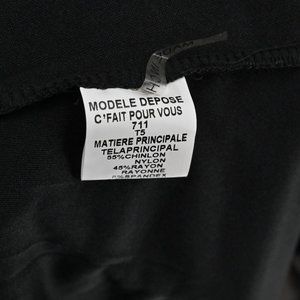 MODELE DEPOSE
C'FAIT POUR VOUS
711
T5
MATIERE PRINCIPALE
TELAPRINCIPAL
55%CHINLON
NYLON
45%RAYON
RAYONNE